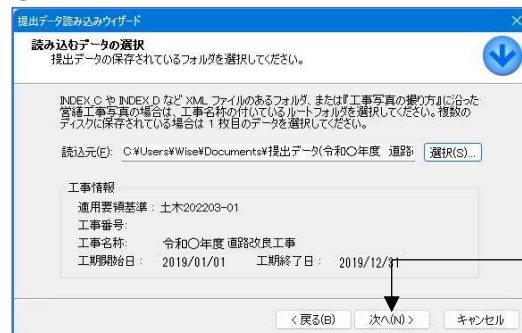 提出データ読み込みウィザード
読み込むデータの選択
提出データの保存されているフォルダを選択してください。
INDEX_C や INDEX_D など XML ファイルのあるフォルダ、または『工事写真の撮り方』に沿った
営繕工事写真の場合は、工事名称の付いているルートフォルダを選択してください。複数の
ディスクに保存されている場合は 1 枚目のデータを選択してください。
読込元(F): C:¥Users¥Wise¥Documents¥提出データ(令和〇年度 道路 選択(S)...
工事情報
適用要領基準: 土木202203-01
工事番号:
工事名称: 令和〇年度 道路改良工事
工期開始日: 2019/01/01 工期終了日: 2019/12/31
< 戻る(B) 次へ(N) > キャンセル